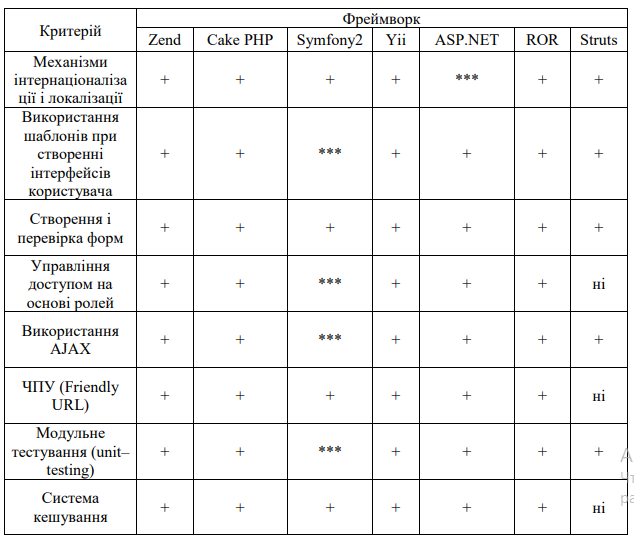 Критерій
Фреймворк
Zend Cake PHP Symfony2 Yii ASP.NET ROR Struts
Механізми
інтернаціоналіза
ції і локалізації
+ + + + *** + +
Використання
шаблонів при
створенні
інтерфейсів
користувача
+ + *** + + + +
Створення і
перевірка форм
+ + + + + + +
Управління
доступом на
основі ролей
+ + *** + + + ні
Використання
AJAX
+ + *** + + + +
ЧПУ (Friendly
URL)
+ + + + + + ні
Модульне
тестування (unit–
testing)
+ + *** + + + +
Система
кешування
+ + + + + + ні